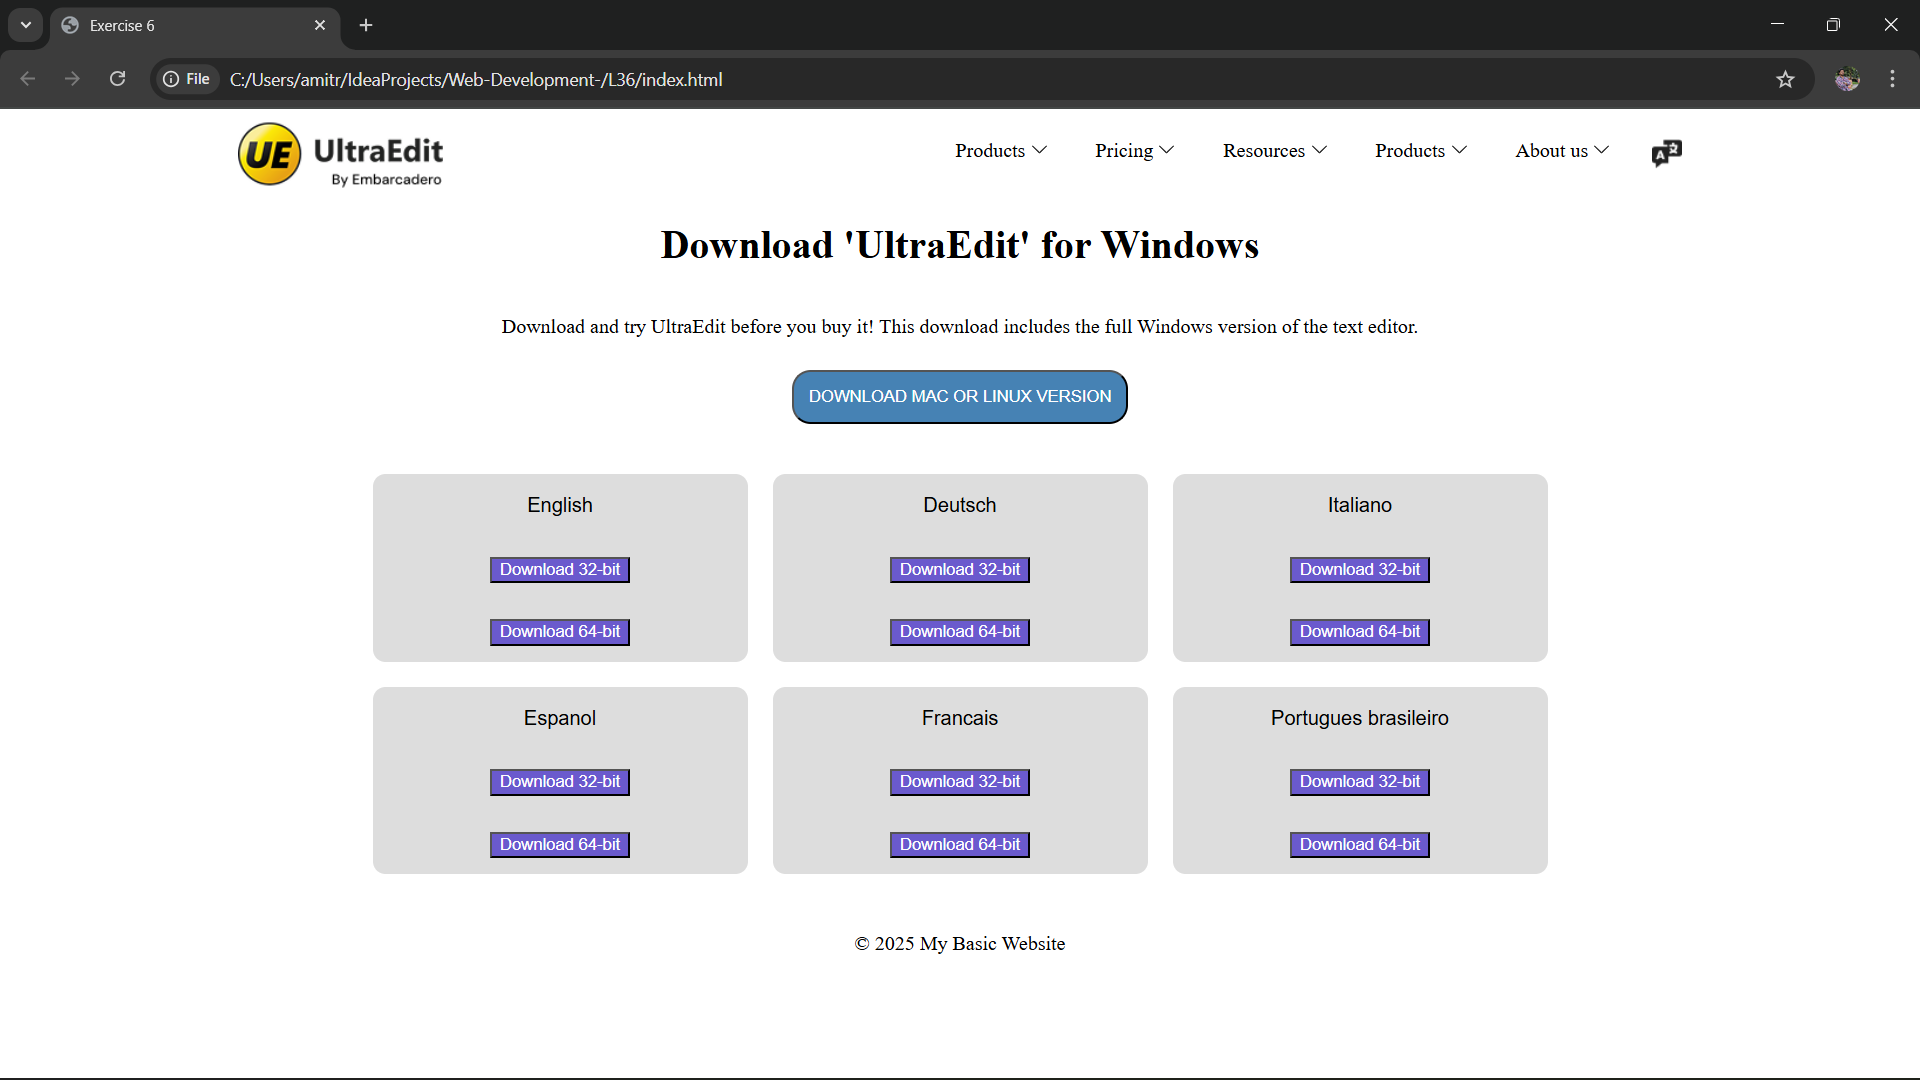 Exercise 6
File C:/Users/amitr/IdeaProjects/Web-Development-/L36/index.html
UE UltraEdit
By Embarcadero
Products Pricing Resources Products About us A
Download 'UltraEdit' for Windows
Download and try UltraEdit before you buy it! This download includes the full Windows version of the text editor.
DOWNLOAD MAC OR LINUX VERSION
English
Download 32-bit
Download 64-bit
Deutsch
Download 32-bit
Download 64-bit
Italiano
Download 32-bit
Download 64-bit
Espanol
Download 32-bit
Download 64-bit
Francais
Download 32-bit
Download 64-bit
Portugues brasileiro
Download 32-bit
Download 64-bit
© 2025 My Basic Website